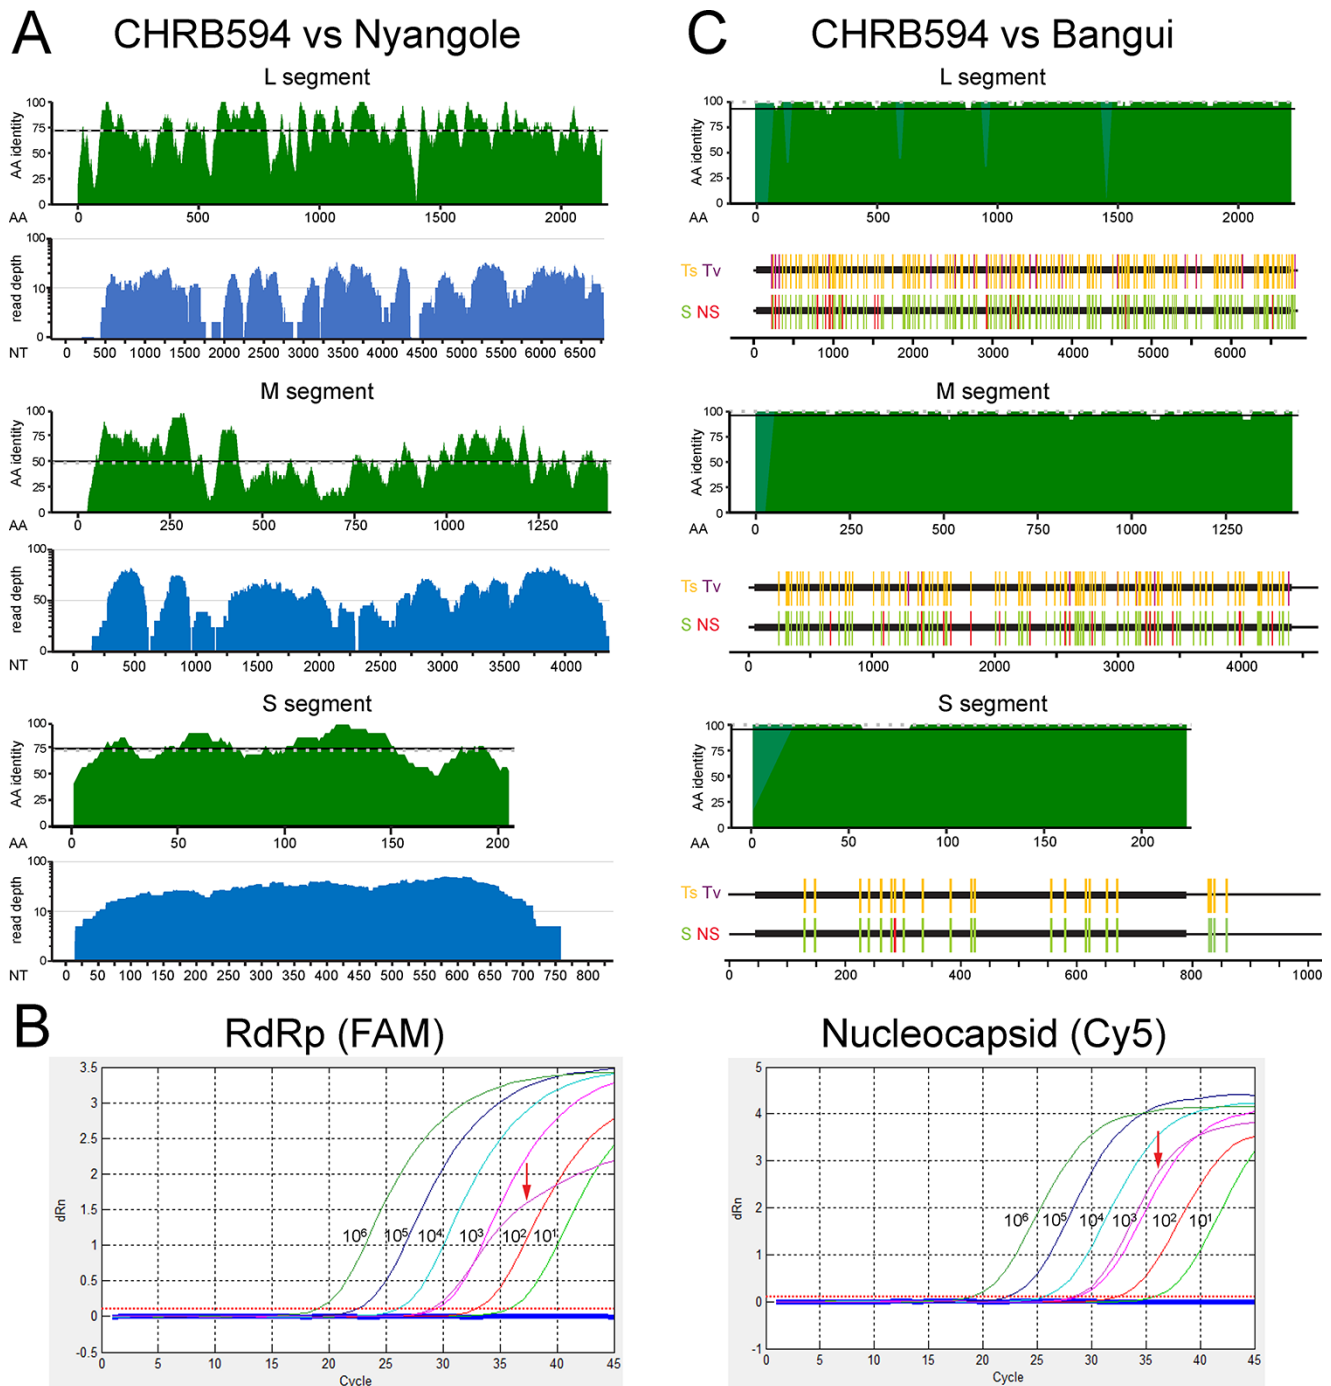 A CHRB594 vs Nyangole
L segment
AA identity
100
75
50
25
0
AA
0 500 1000 1500 2000
read depth
100
10
0
NT
0 500 1000 1500 2000 2500 3000 3500 4000 4500 5000 5500 6000 6500
M segment
AA identity
100
75
50
25
0
AA
0 250 500 750 1000 1250
read depth
100
50
0
NT
0 500 1000 1500 2000 2500 3000 3500 4000
S segment
AA identity
100
75
50
25
0
AA
0 50 100 150 200
read depth
100
10
0
NT
0 50 100 150 200 250 300 350 400 450 500 550 600 650 700 750 800
C CHRB594 vs Bangui
L segment
AA identity
100
75
50
25
0
AA
0 500 1000 1500 2000
Ts Tv
S NS
0 1000 2000 3000 4000 5000 6000
M segment
AA identity
100
75
50
25
0
AA
0 250 500 750 1000 1250
Ts Tv
S NS
0 1000 2000 3000 4000
S segment
AA identity
100
75
50
25
0
AA
0 50 100 150 200
Ts Tv
S NS
0 200 400 600 800 1000
B RdRp (FAM)
dRn
3.5
3
2.5
2
1.5
1
0.5
0
-0.5
10⁶ 10⁵ 10⁴ 10³ 10² 10¹
0 5 10 15 20 25 30 35 40 45
Cycle
Nucleocapsid (Cy5)
dRn
5
4
3
2
1
0
-1
10⁶ 10⁵ 10⁴ 10³ 10² 10¹
0 5 10 15 20 25 30 35 40 45
Cycle